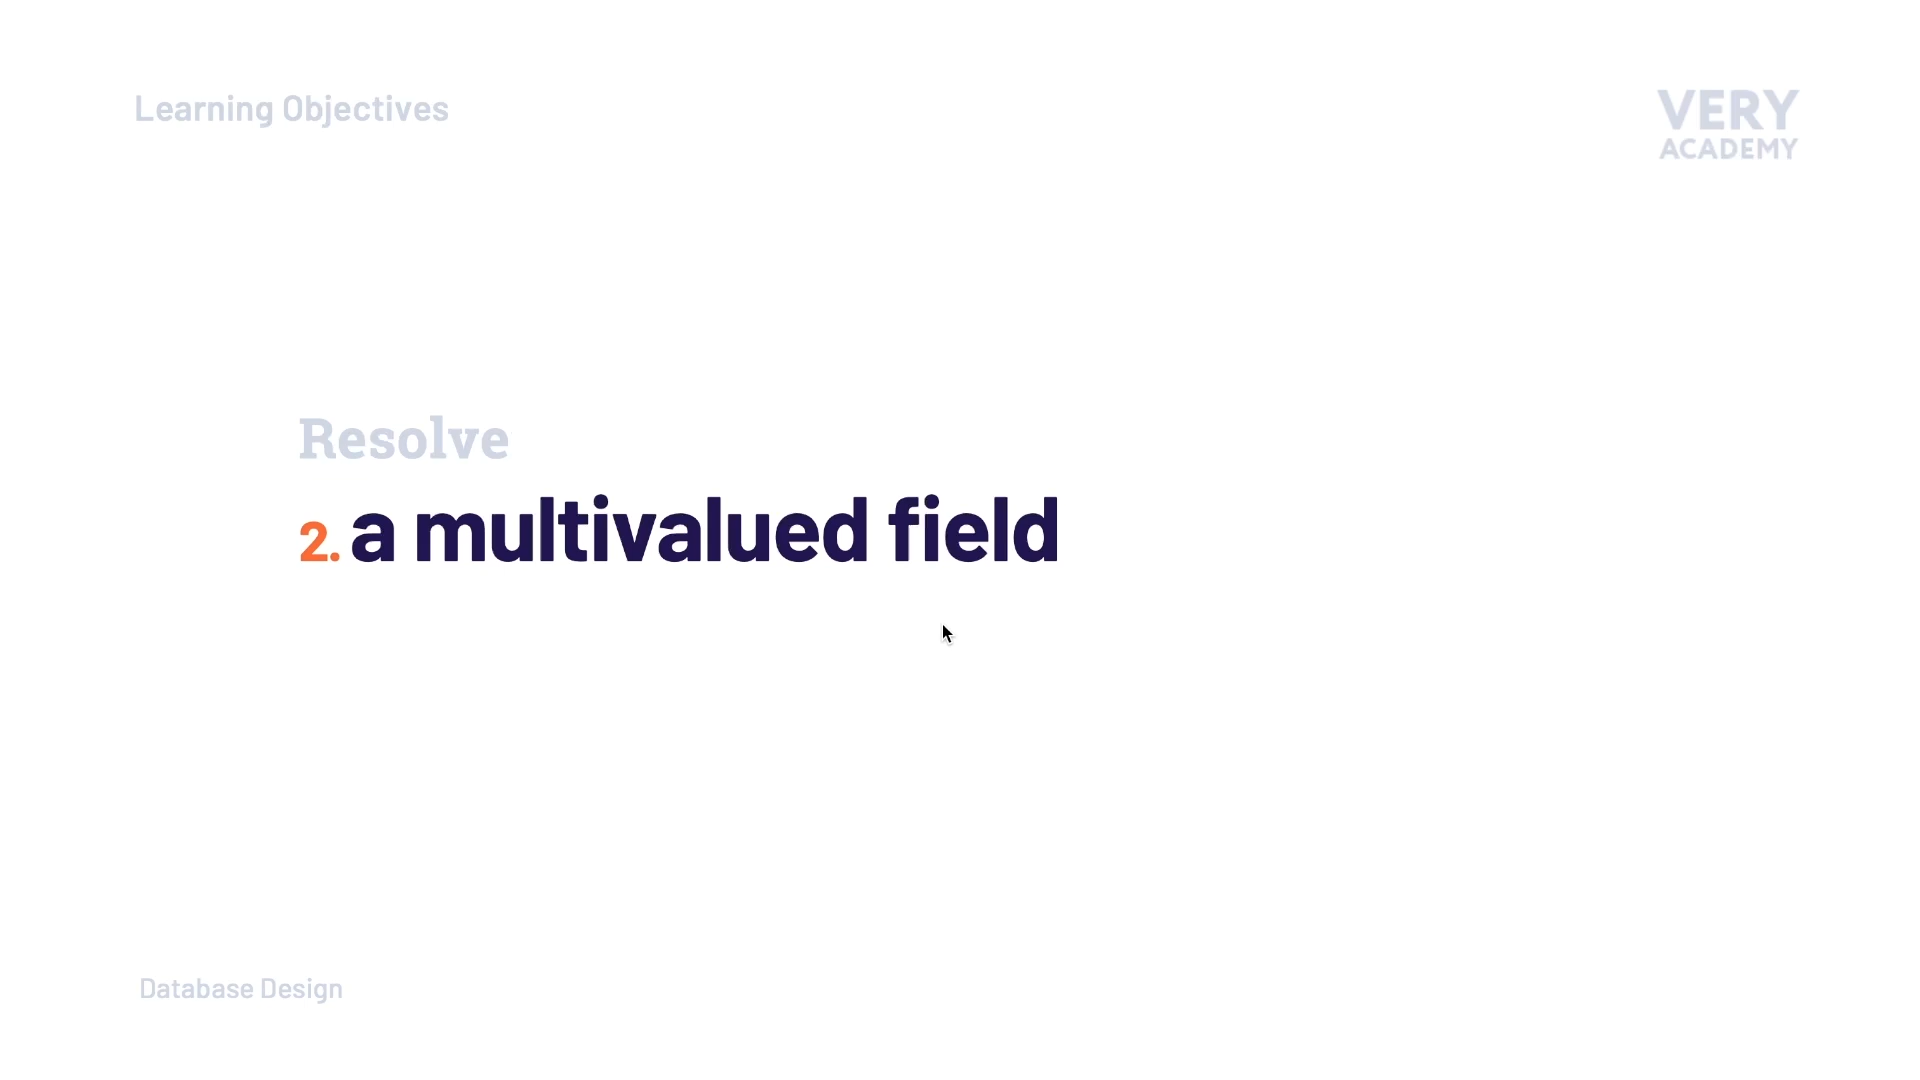 Learning Objectives
VERY
ACADEMY
Resolve
2. a multivalued field
Database Design